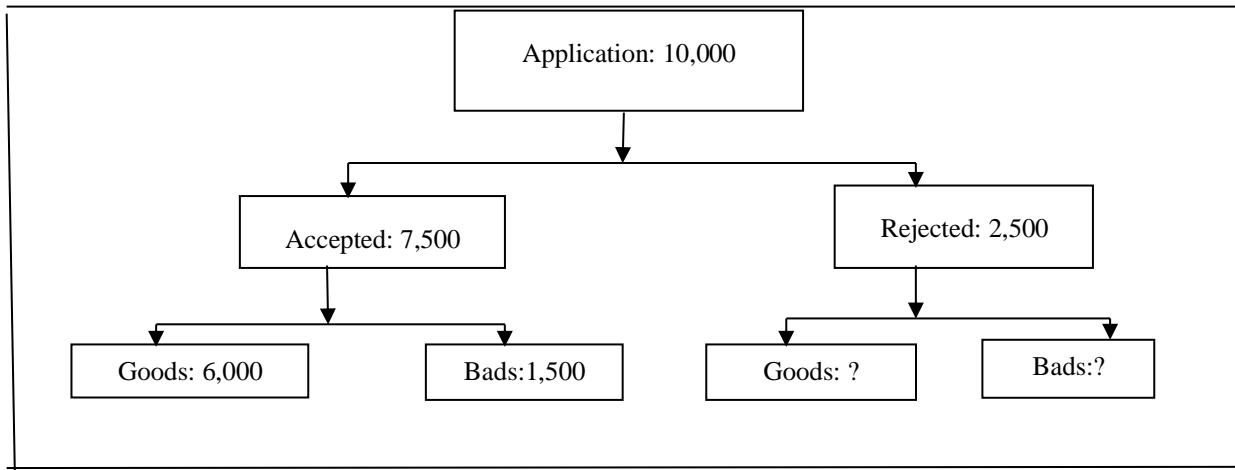 Application: 10,000
Accepted: 7,500
Rejected: 2,500
Goods: 6,000
Bads:1,500
Goods: ?
Bads:?